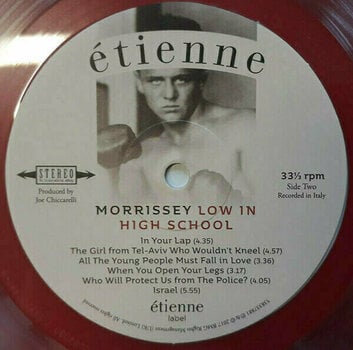 étienne
STEREO
Produced by
Joe Chiccarelli
33⅓ rpm
Side Two
Recorded in Italy
MORRISSEY LOW IN
HIGH SCHOOL
In Your Lap (4.35)
The Girl from Tel-Aviv Who Wouldn't Kneel (4.57)
All The Young People Must Fall in Love (3.36)
When You Open Your Legs (3.17)
Who Will Protect Us from The Police? (4.05)
Israel (5.55)
étienne
label